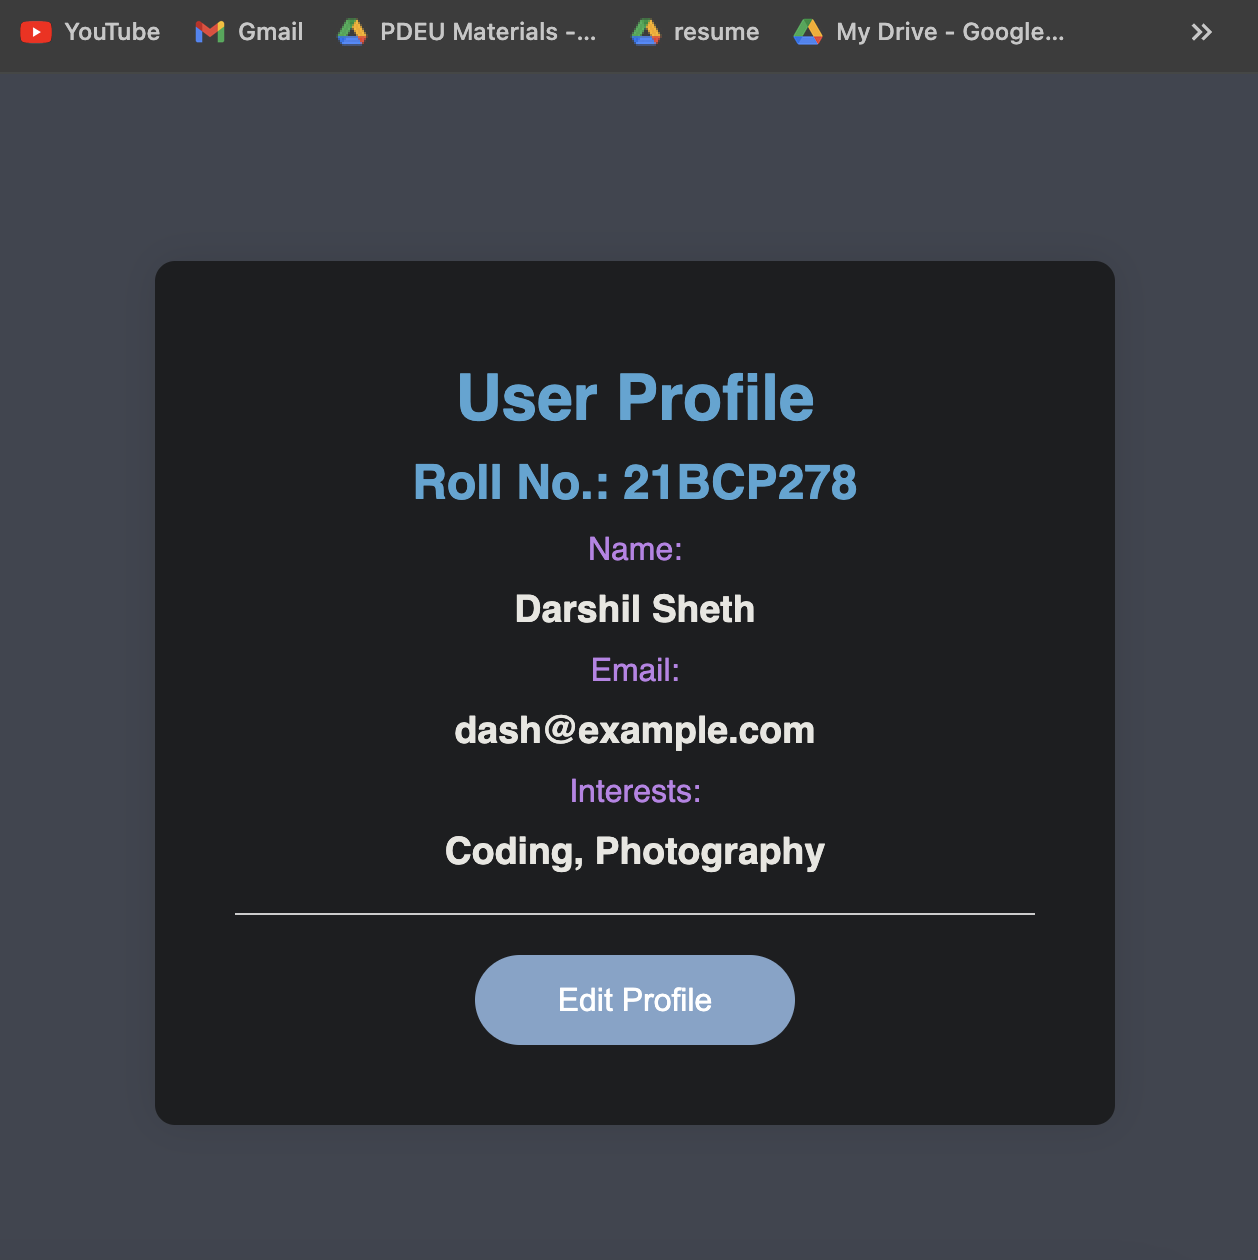 YouTube Gmail PDEU Materials -... resume My Drive - Google...
User Profile
Roll No.: 21BCP278
Name:
Darshil Sheth
Email:
dash@example.com
Interests:
Coding, Photography
Edit Profile